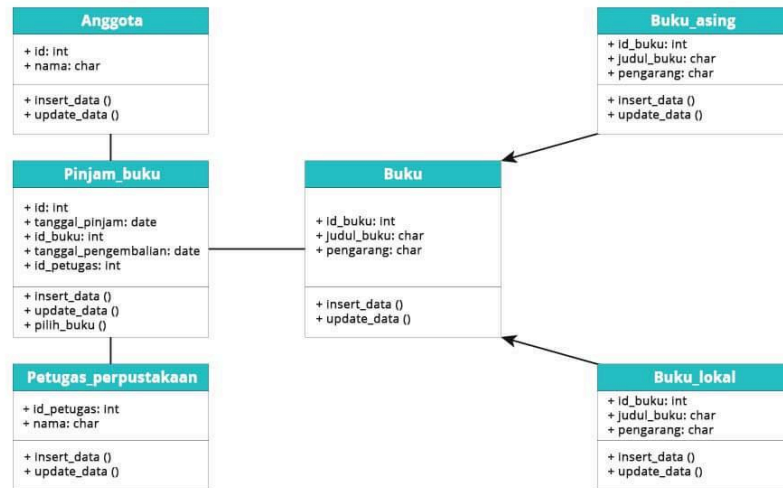 Anggota
+ id: int
+ nama: char
+ insert_data ()
+ update_data ()
Pinjam_buku
+ id: int
+ tanggal_pinjam: date
+ id_buku: int
+ tanggal_pengembalian: date
+ id_petugas: int
+ insert_data ()
+ update_data ()
+ pilih_buku ()
Petugas_perpustakaan
+ id_petugas: int
+ nama: char
+ insert_data ()
+ update_data ()
Buku
+ id_buku: int
+ judul_buku: char
+ pengarang: char
+ insert_data ()
+ update_data ()
Buku_asing
+ id_buku: int
+ judul_buku: char
+ pengarang: char
+ insert_data ()
+ update_data ()
Buku_lokal
+ id_buku: int
+ judul_buku: char
+ pengarang: char
+ insert_data ()
+ update_data ()